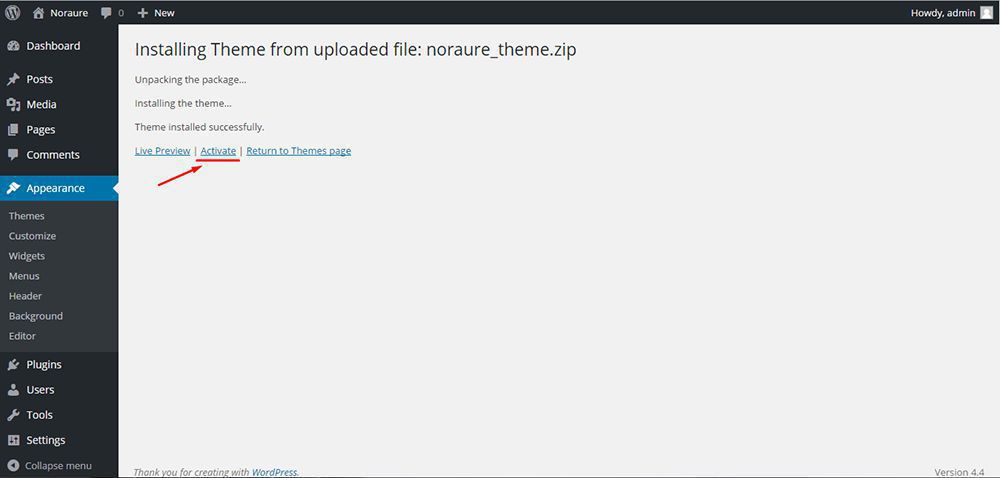 Noraure 0 New Howdy, admin
Dashboard
Posts
Media
Pages
Comments
Appearance
Themes
Customize
Widgets
Menus
Header
Background
Editor
Plugins
Users
Tools
Settings
Collapse menu
Installing Theme from uploaded file: noraure_theme.zip
Unpacking the package...
Installing the theme...
Theme installed successfully.
Live Preview | Activate | Return to Themes page
Thank you for creating with WordPress. Version 4.4